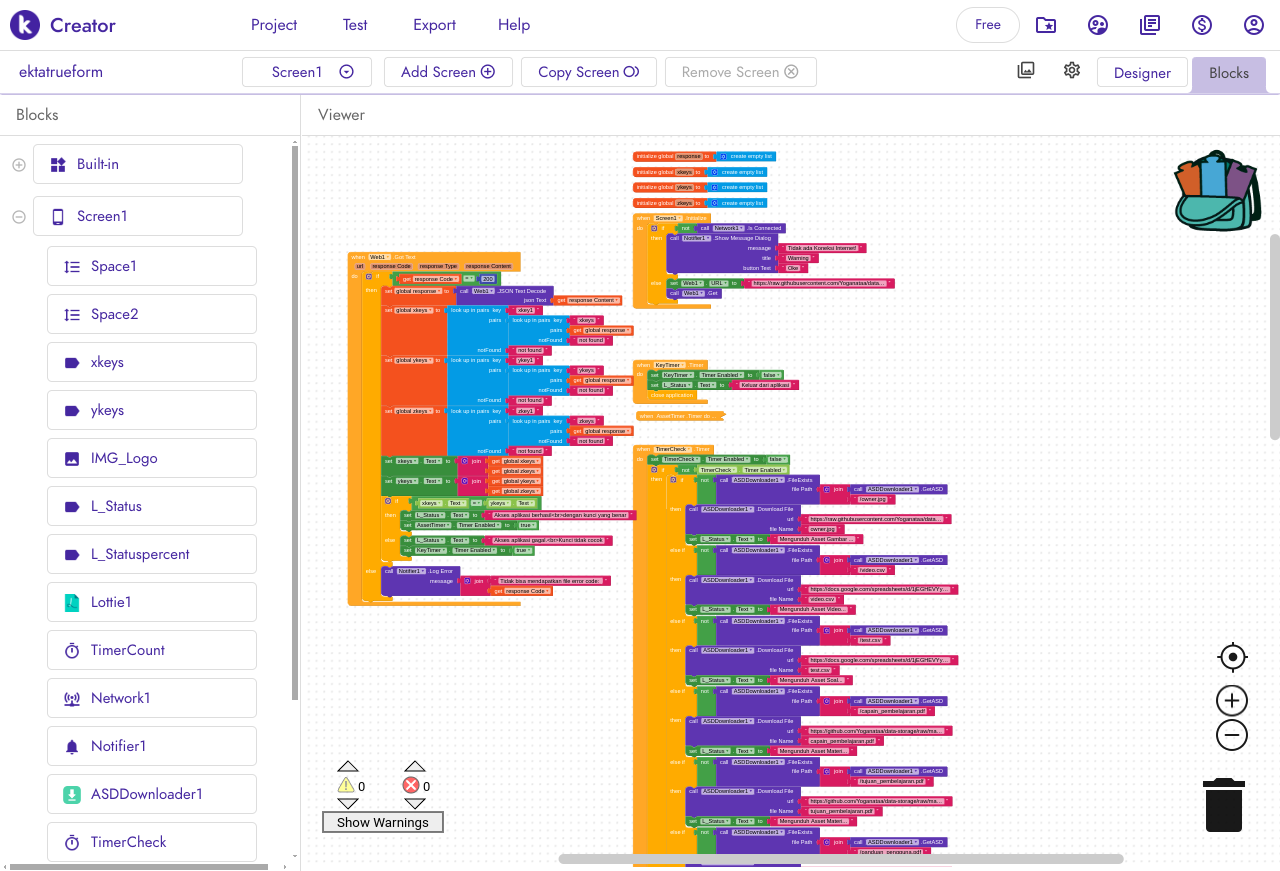 Creator
Project
Test
Export
Help
Free
ektatrueform
Screen1
Add Screen
Copy Screen
Remove Screen
Designer
Blocks
Blocks
Viewer
Built-in
Screen1
Space1
Space2
xkeys
ykeys
IMG_Logo
L_Status
L_Statuspercent
Lottie1
TimerCount
Network1
Notifier1
ASDDownloader1
TimerCheck
initialize global response to create empty list
initialize global xkeys to create empty list
initialize global ykeys to create empty list
initialize global zkeys to create empty list
when Screen1 .Initialize
do if not call Network1 .Is Connected
then call Notifier1 .Show Message Dialog
message " Tidak ada Koneksi Internet! "
title " Warning "
button Text " Oke "
else set Web1 . URL to " https://raw.githubusercontent.com/Yoganataa/data... "
call Web1 .Get
when Web1 .Got Text
url response Code response Type response Content
do if get response Code = 200
then set global response to call Web1 .JSON Text Decode
json Text get response Content
set global xkeys to look up in pairs key " xkey1 "
pairs look up in pairs key " xkeys "
pairs get global response
notFound " not found "
notFound " not found "
set global ykeys to look up in pairs key " ykey1 "
pairs look up in pairs key " ykeys "
pairs get global response
notFound " not found "
notFound " not found "
set global zkeys to look up in pairs key " zkey1 "
pairs look up in pairs key " zkeys "
pairs get global response
notFound " not found "
notFound " not found "
set xkeys . Text to join get global xkeys
get global zkeys
set ykeys . Text to join get global ykeys
get global zkeys
if xkeys . Text = ykeys . Text
then set L_Status . Text to " Akses aplikasi berhasil<br>dengan kunci yang benar "
set AssetTimer . Timer Enabled to true
else set L_Status . Text to " Akses aplikasi gagal.<br>Kunci tidak cocok "
set KeyTimer . Timer Enabled to true
else call Notifier1 .Log Error
message join " Tidak bisa mendapatkan file error code: "
get response Code
when KeyTimer .Timer
do set KeyTimer . Timer Enabled to false
set L_Status . Text to " Keluar dari aplikasi "
close application
when AssetTimer .Timer do
when TimerCheck .Timer
do set TimerCheck . Timer Enabled to false
if not TimerCheck . Timer Enabled
then if not call ASDDownloader1 .FileExists
file Path join call ASDDownloader1 .GetASD
" /owner.jpg "
then call ASDDownloader1 .Download File
url " https://raw.githubusercontent.com/Yoganataa/data... "
file Name " owner.jpg "
set L_Status . Text to " Mengunduh Asset Gambar ... "
else if not call ASDDownloader1 .FileExists
file Path join call ASDDownloader1 .GetASD
" /video.csv "
then call ASDDownloader1 .Download File
url " https://docs.google.com/spreadsheets/d/1jEGHEVYy... "
file Name " video.csv "
set L_Status . Text to " Mengunduh Asset Video... "
else if not call ASDDownloader1 .FileExists
file Path join call ASDDownloader1 .GetASD
" /test.csv "
then call ASDDownloader1 .Download File
url " https://docs.google.com/spreadsheets/d/1jEGHEVYy... "
file Name " test.csv "
set L_Status . Text to " Mengunduh Asset Soal... "
else if not call ASDDownloader1 .FileExists
file Path join call ASDDownloader1 .GetASD
" /capain_pembelajaran.pdf "
then call ASDDownloader1 .Download File
url " https://github.com/Yoganataa/data-storage/raw/ma... "
file Name " capain_pembelajaran.pdf "
set L_Status . Text to " Mengunduh Asset Materi... "
else if not call ASDDownloader1 .FileExists
file Path join call ASDDownloader1 .GetASD
" /tujuan_pembelajaran.pdf "
then call ASDDownloader1 .Download File
url " https://github.com/Yoganataa/data-storage/raw/ma... "
file Name " tujuan_pembelajaran.pdf "
set L_Status . Text to " Mengunduh Asset Materi... "
else if not call ASDDownloader1 .FileExists
file Path join call ASDDownloader1 .GetASD
" /panduan_pengguna.pdf "
0
0
Show Warnings